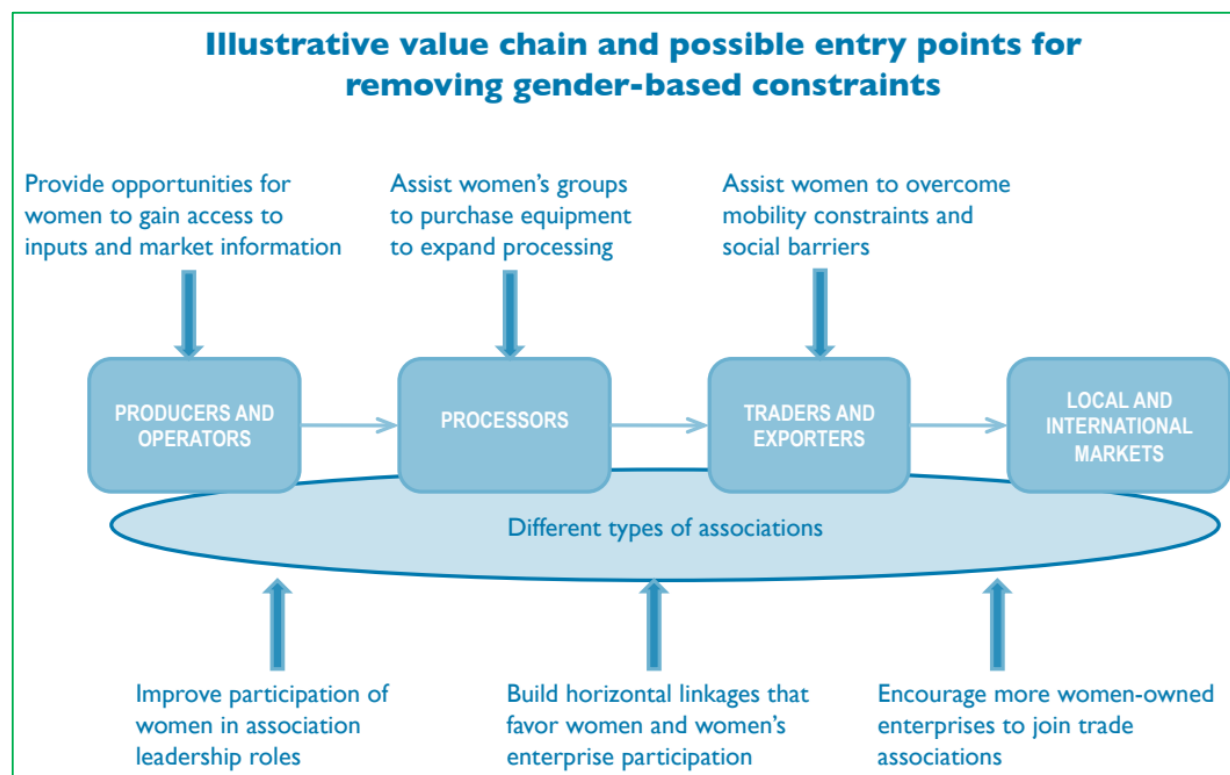 Illustrative value chain and possible entry points for
removing gender-based constraints
Provide opportunities for
women to gain access to
inputs and market information
Assist women’s groups
to purchase equipment
to expand processing
Assist women to overcome
mobility constraints and
social barriers
PRODUCERS AND
OPERATORS
PROCESSORS
TRADERS AND
EXPORTERS
LOCAL AND
INTERNATIONAL
MARKETS
Different types of associations
Improve participation of
women in association
leadership roles
Build horizontal linkages that
favor women and women’s
enterprise participation
Encourage more women-owned
enterprises to join trade
associations